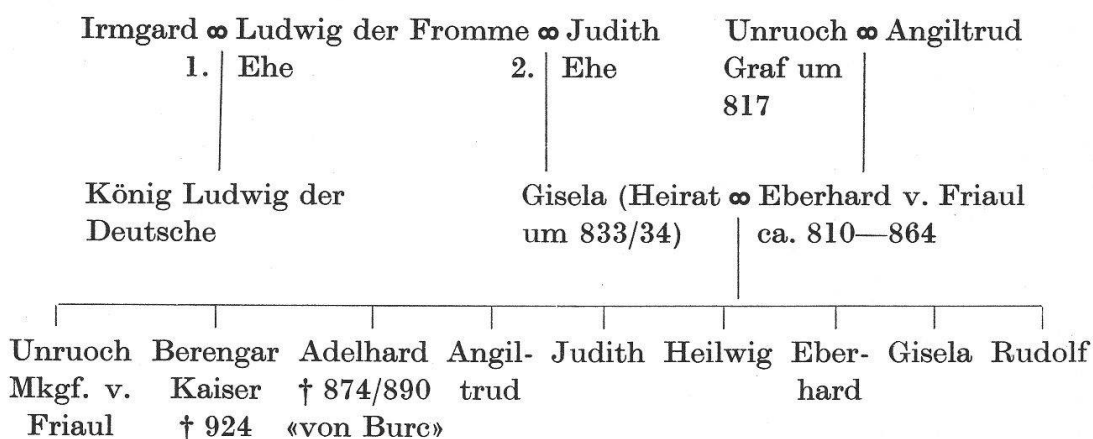 Irmgard ∞ Ludwig der Fromme ∞ Judith Unruoch ∞ Angiltrud
1. Ehe 2. Ehe Graf um
817
König Ludwig der Gisela (Heirat ∞ Eberhard v. Friaul
Deutsche um 833/34) ca. 810—864
Unruoch Berengar Adelhard Angil- Judith Heilwig Eber- Gisela Rudolf
Mkgf. v. Kaiser † 874/890 trud hard
Friaul † 924 «von Burc»